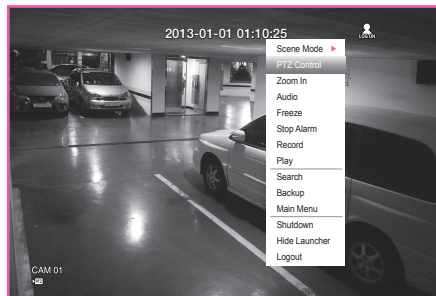 2013-01-01 01:10:25
LOG ON
Scene Mode
PTZ Control
Zoom In
Audio
Freeze
Stop Alarm
Record
Play
Search
Backup
Main Menu
Shutdown
Hide Launcher
Logout
CAM 01